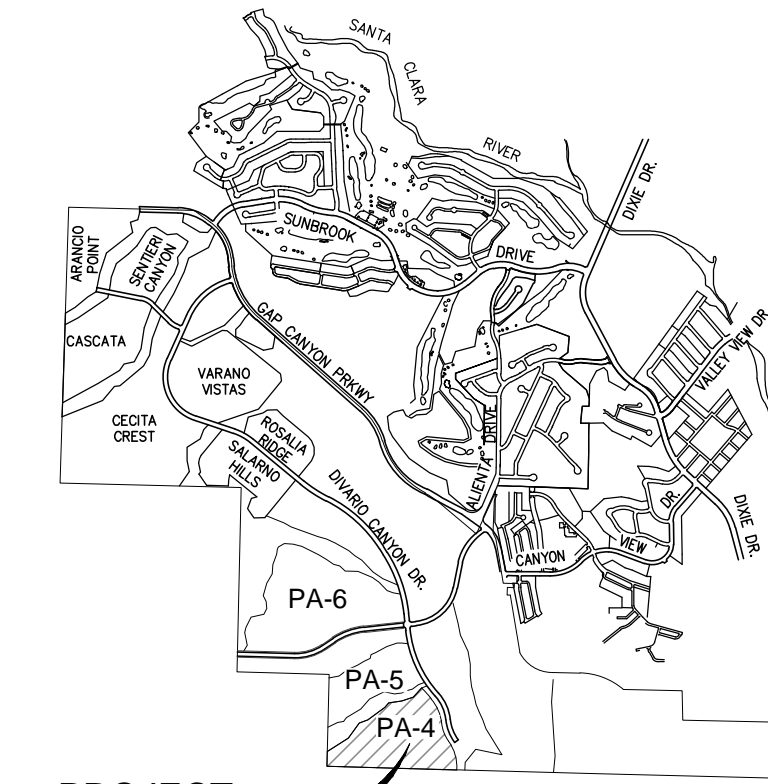 SANTA
CLARA
RIVER
DIXIE DR.
SUNBROOK
DRIVE
ARANCIO
POINT
SENTIERI
CANYON
CASCATA
GAP CANYON PRKWY
VALLEY VIEW DR
VARANO
VISTAS
CECITA
CREST
ROSALIA
RIDGE
SALARNO
HILLS
ALIENTA DRIVE
DIVARIO CANYON DR.
CANYON
VIEW
DR.
DIXIE DR.
PA-6
PA-5
PA-4
PROJECT